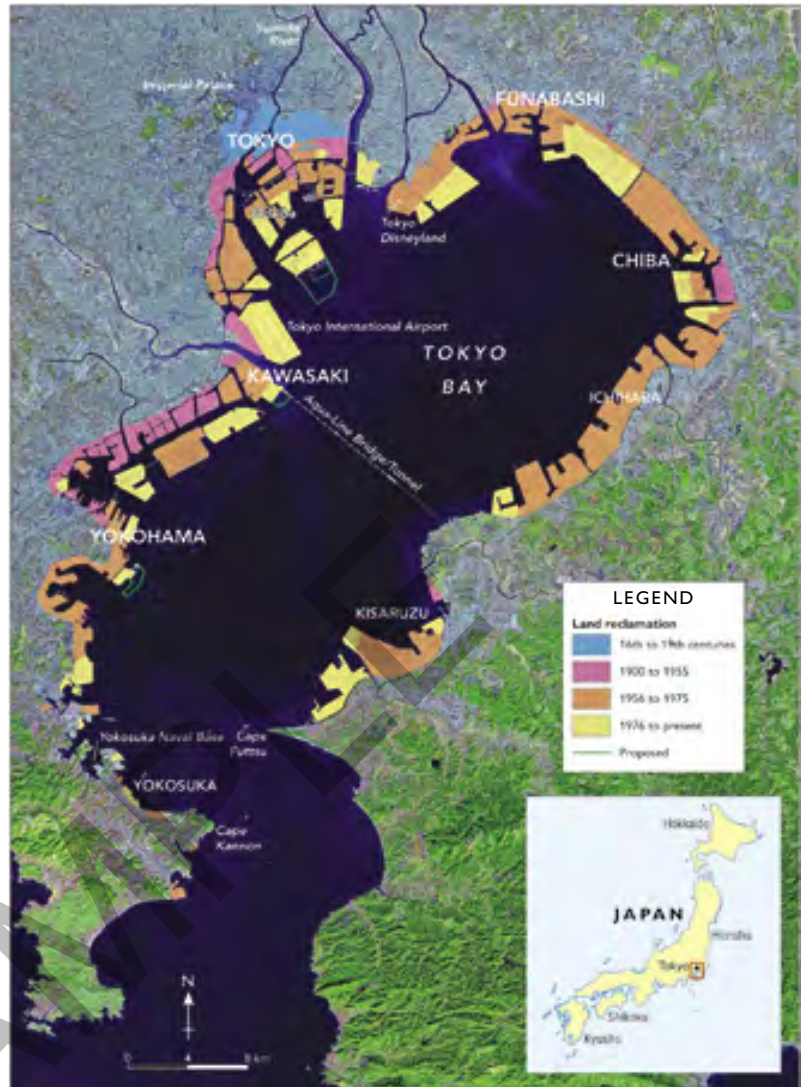 Sumida
River
Imperial Palace
FUNABASHI
TOKYO
Tokyo
Disneyland
CHIBA
Tokyo International Airport
TOKYO
BAY
KAWASAKI
ICHIHARA
Aqua-Line Bridge/Tunnel
YOKOHAMA
KISARUZU
LEGEND
Land reclamation
16th to 19th centuries
1900 to 1955
1956 to 1975
1976 to present
Proposed
Yokosuka Naval Base
Cape
Futtsu
YOKOSUKA
Cape
Kannon
Hokkaido
JAPAN
Honshu
Tokyo
Shikoku
Kyushu
N
0 4 8 km